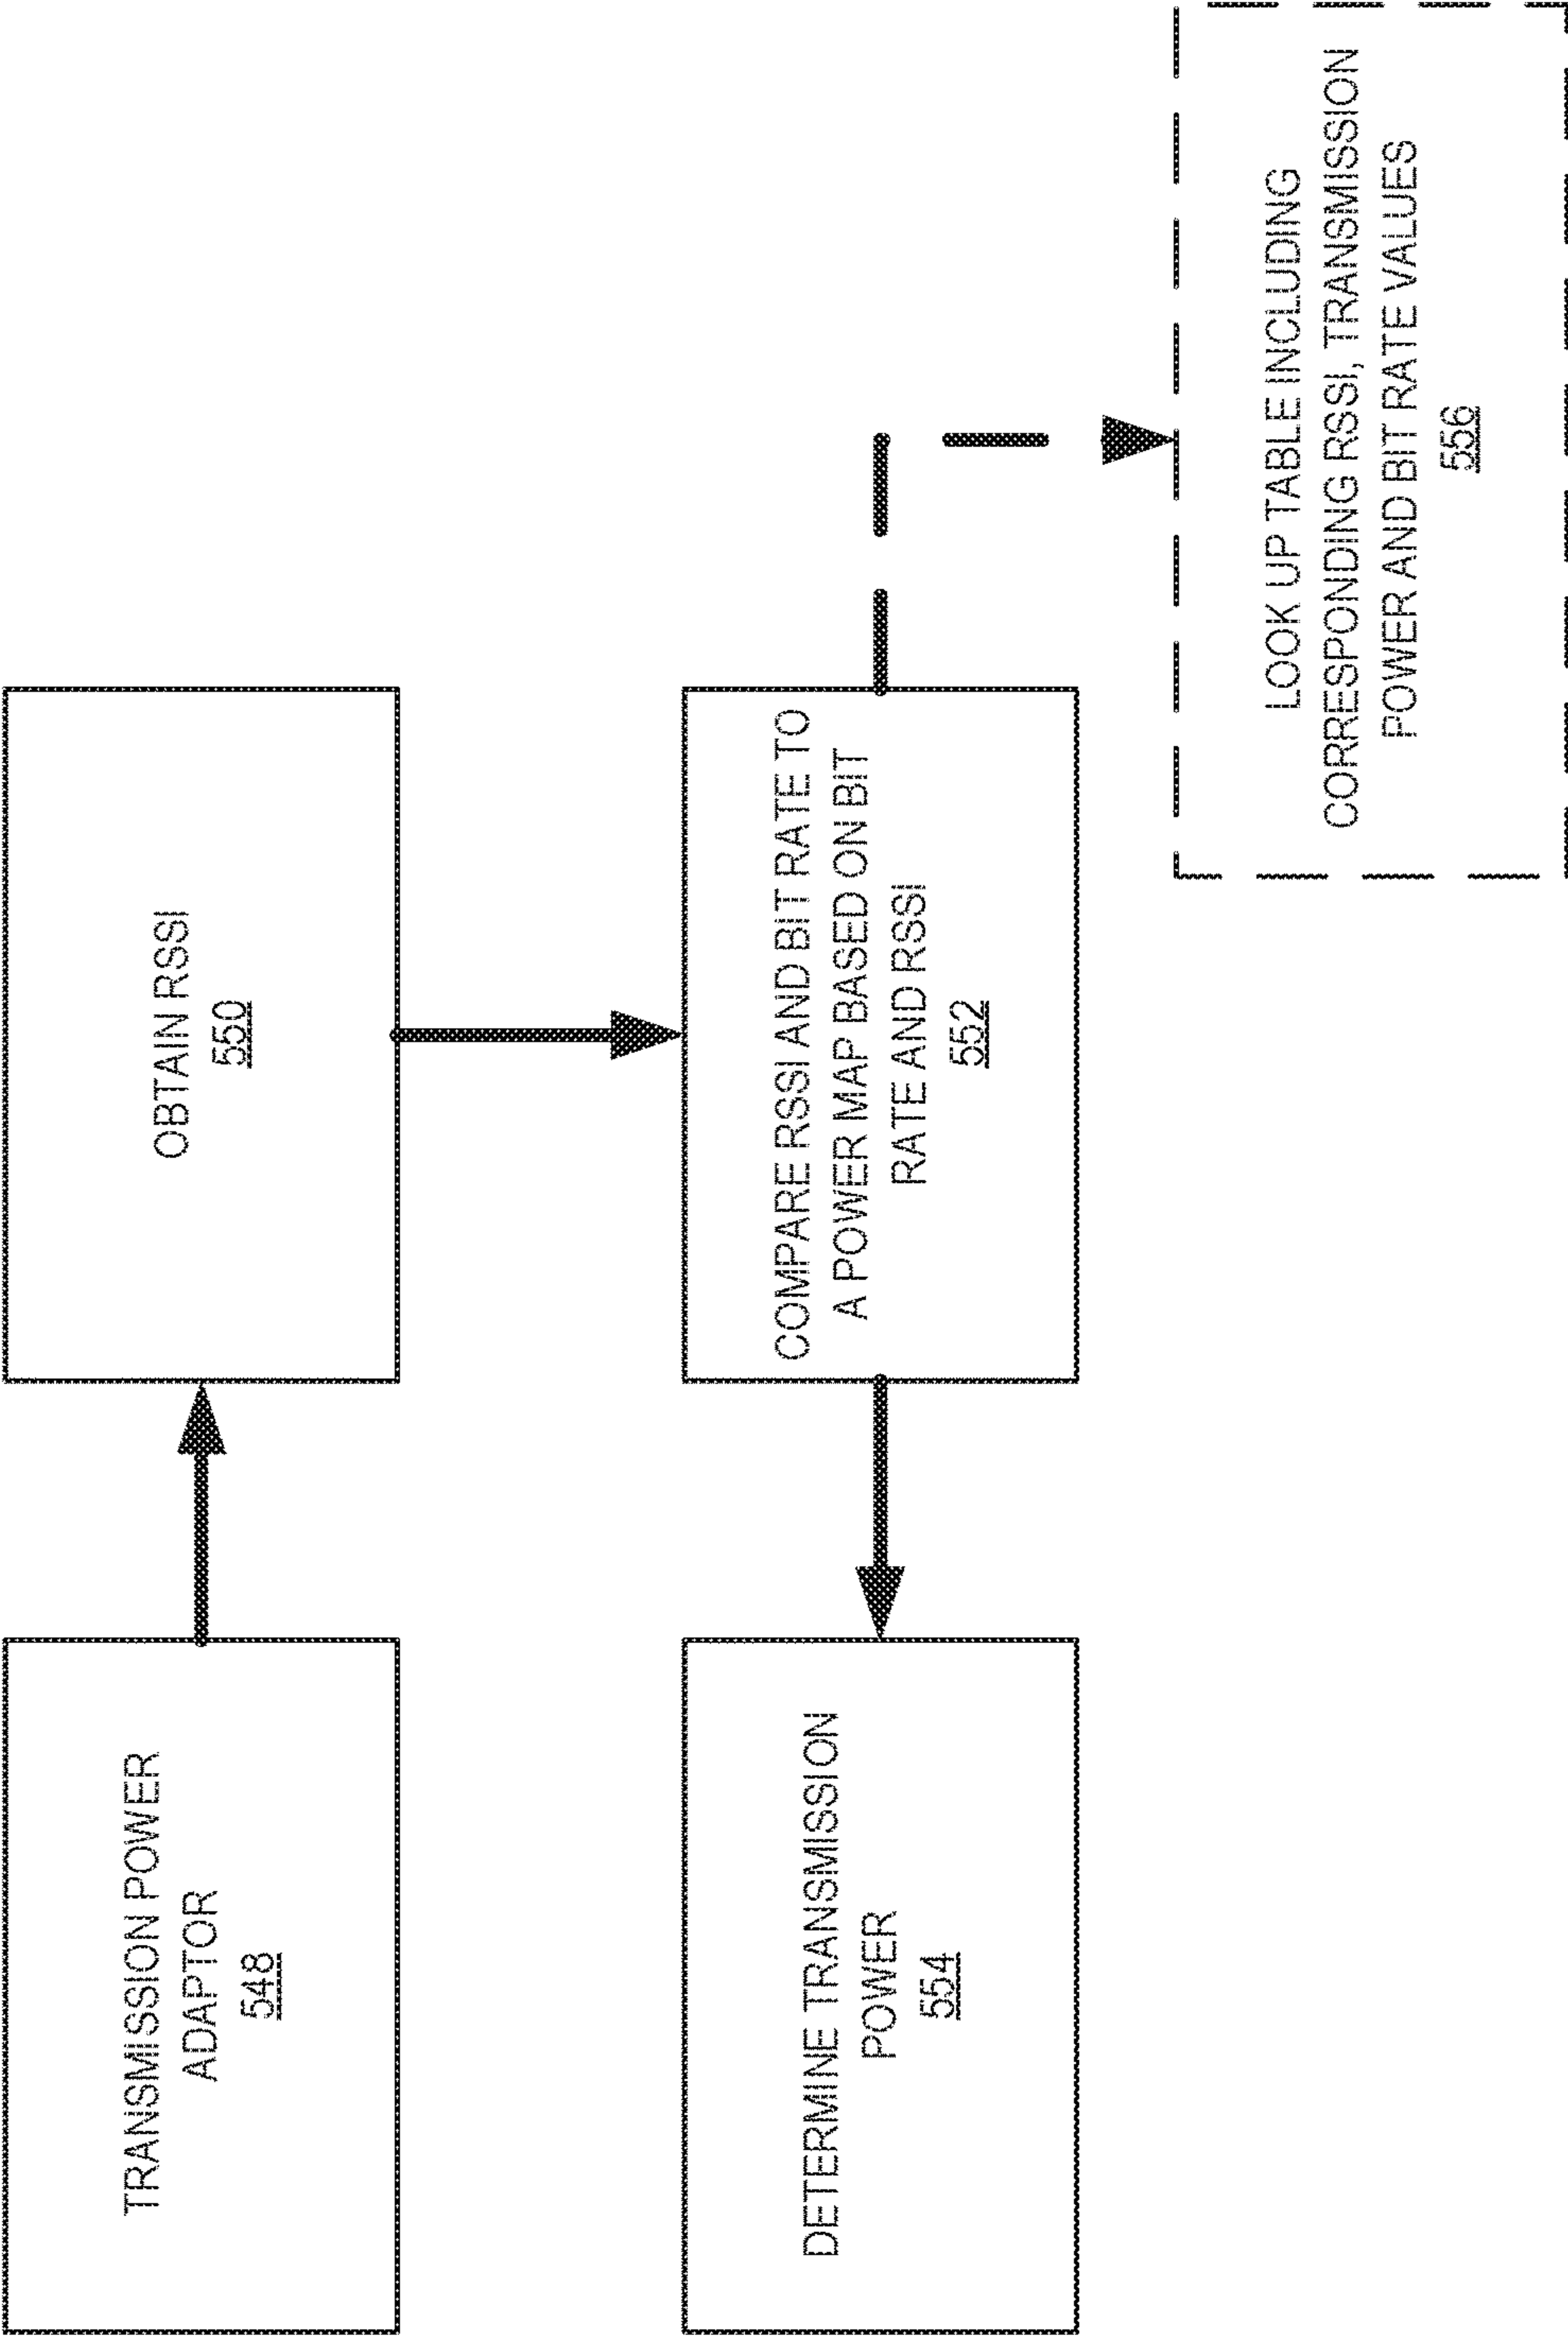 TRANSMISSION POWER
ADAPTOR
548
OBTAIN RSSI
550
COMPARE RSSI AND BIT RATE TO
A POWER MAP BASED ON BIT
RATE AND RSSI
552
DETERMINE TRANSMISSION
POWER
554
LOOK UP TABLE INCLUDING
CORRESPONDING RSSI, TRANSMISSION
POWER AND BIT RATE VALUES
556